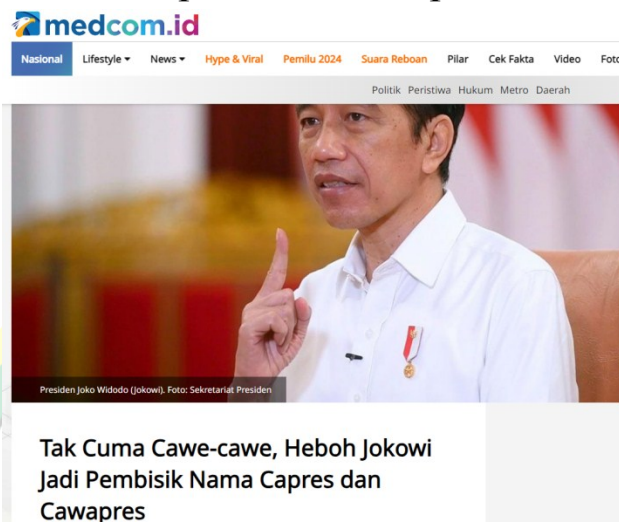 medcom.id
Nasional Lifestyle News Hype & Viral Pemilu 2024 Suara Reboan Pilar Cek Fakta Video Foto
Politik Peristiwa Hukum Metro Daerah
Presiden Joko Widodo (Jokowi). Foto: Sekretariat Presiden
Tak Cuma Cawe-cawe, Heboh Jokowi
Jadi Pembisik Nama Capres dan
Cawapres